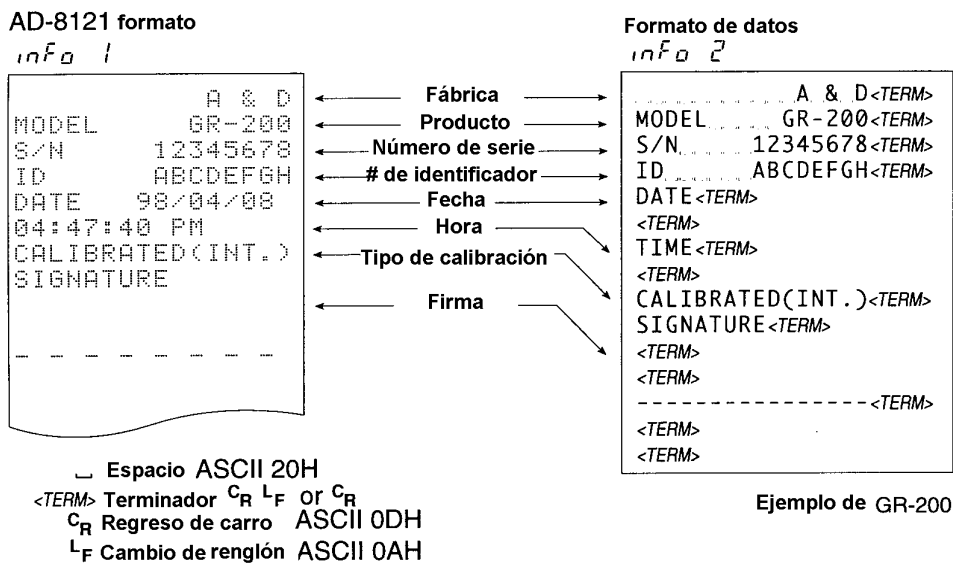 AD-8121 formato
info 1
A & D
MODEL GR-200
S/N 12345678
ID ABCDEFGH
DATE 98/04/08
04:47:40 PM
CALIBRATED(INT.)
SIGNATURE
_ _ _ _ _ _ _ _
Fábrica
Producto
Número de serie
# de identificador
Fecha
Hora
Tipo de calibración
Firma
Formato de datos
info 2
A & D<TERM>
MODEL GR-200<TERM>
S/N 12345678<TERM>
ID ABCDEFGH<TERM>
DATE<TERM>
<TERM>
TIME<TERM>
<TERM>
CALIBRATED(INT.)<TERM>
SIGNATURE<TERM>
<TERM>
<TERM>
----------------<TERM>
<TERM>
<TERM>
Ejemplo de GR-200
⎵ Espacio ASCII 20H
<TERM> Terminador CR LF or CR
CR Regreso de carro ASCII 0DH
LF Cambio de renglón ASCII 0AH